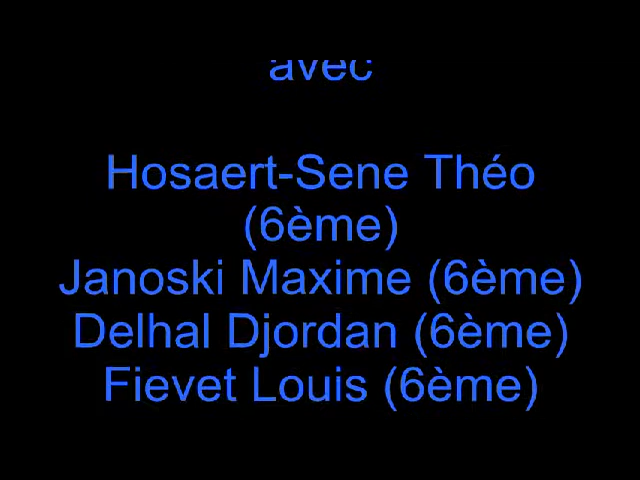 avec
Hosaert-Sene Théo
(6ème)
Janoski Maxime (6ème)
Delhal Djordan (6ème)
Fievet Louis (6ème)